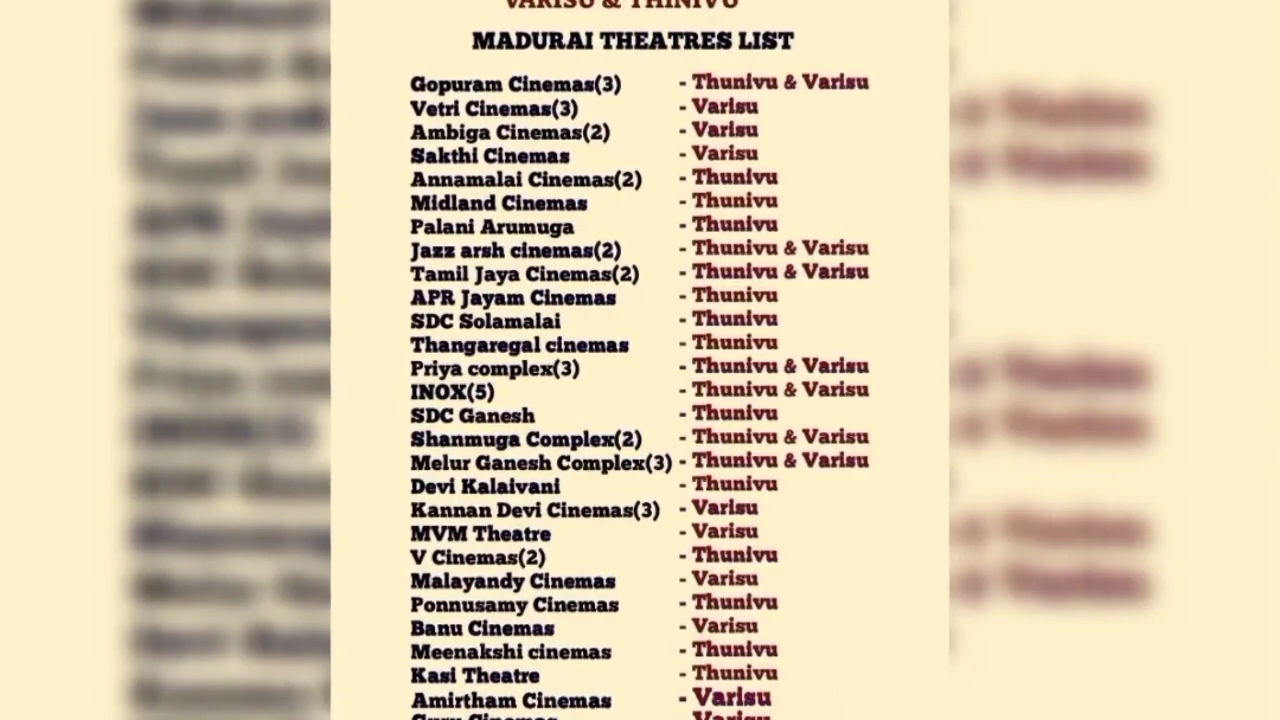 VARISU & THINIVU
MADURAI THEATRES LIST
Gopuram Cinemas(3) - Thunivu & Varisu
Vetri Cinemas(3) - Varisu
Ambiga Cinemas(2) - Varisu
Sakthi Cinemas - Varisu
Annamalai Cinemas(2) - Thunivu
Midland Cinemas - Thunivu
Palani Arumuga - Thunivu
Jazz arsh cinemas(2) - Thunivu & Varisu
Tamil Jaya Cinemas(2) - Thunivu & Varisu
APR Jayam Cinemas - Thunivu
SDC Solamalai - Thunivu
Thangaregal cinemas - Thunivu
Priya complex(3) - Thunivu & Varisu
INOX(5) - Thunivu & Varisu
SDC Ganesh - Thunivu
Shanmuga Complex(2) - Thunivu & Varisu
Melur Ganesh Complex(3) - Thunivu & Varisu
Devi Kalaivani - Thunivu
Kannan Devi Cinemas(3) - Varisu
MVM Theatre - Varisu
V Cinemas(2) - Thunivu
Malayandy Cinemas - Varisu
Ponnusamy Cinemas - Thunivu
Banu Cinemas - Varisu
Meenakshi cinemas - Thunivu
Kasi Theatre - Thunivu
Amirtham Cinemas - Varisu
Guru Cinemas - Varisu